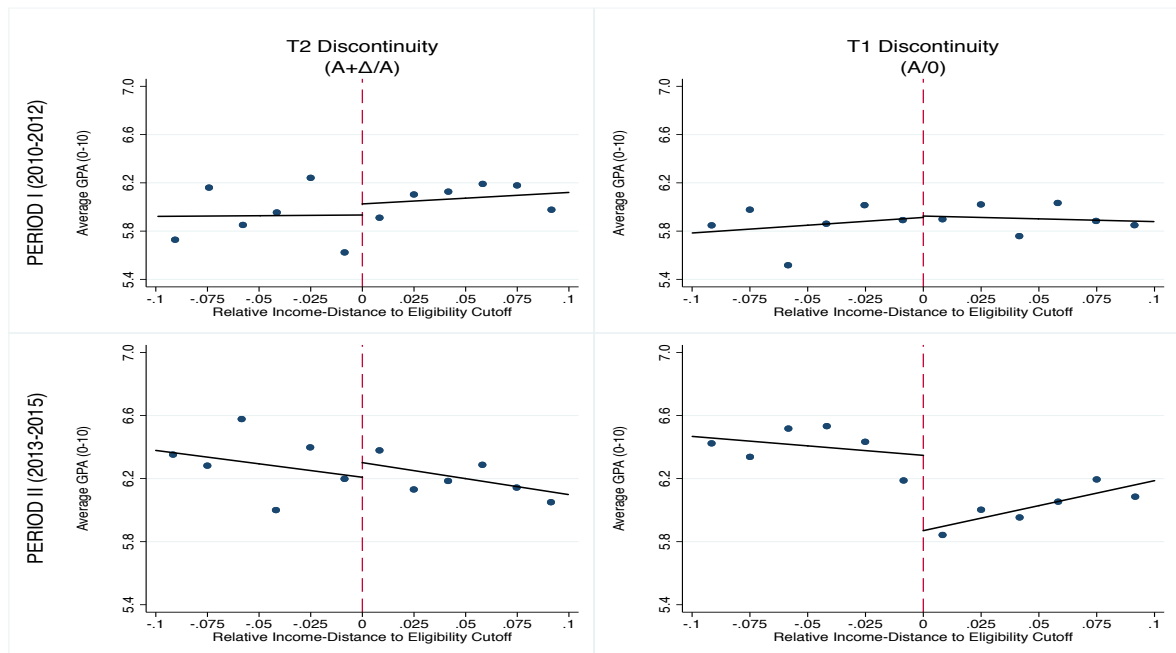 T2 Discontinuity
(A+Δ/A)
T1 Discontinuity
(A/0)
PERIOD I (2010-2012)
Average GPA (0-10)
7.0
6.6
6.2
5.8
5.4
-.1 -.075 -.05 -.025 0 .025 .05 .075 .1
Relative Income-Distance to Eligibility Cutoff
Average GPA (0-10)
7.0
6.6
6.2
5.8
5.4
-.1 -.075 -.05 -.025 0 .025 .05 .075 .1
Relative Income-Distance to Eligibility Cutoff
PERIOD II (2013-2015)
Average GPA (0-10)
7.0
6.6
6.2
5.8
5.4
-.1 -.075 -.05 -.025 0 .025 .05 .075 .1
Relative Income-Distance to Eligibility Cutoff
Average GPA (0-10)
7.0
6.6
6.2
5.8
5.4
-.1 -.075 -.05 -.025 0 .025 .05 .075 .1
Relative Income-Distance to Eligibility Cutoff